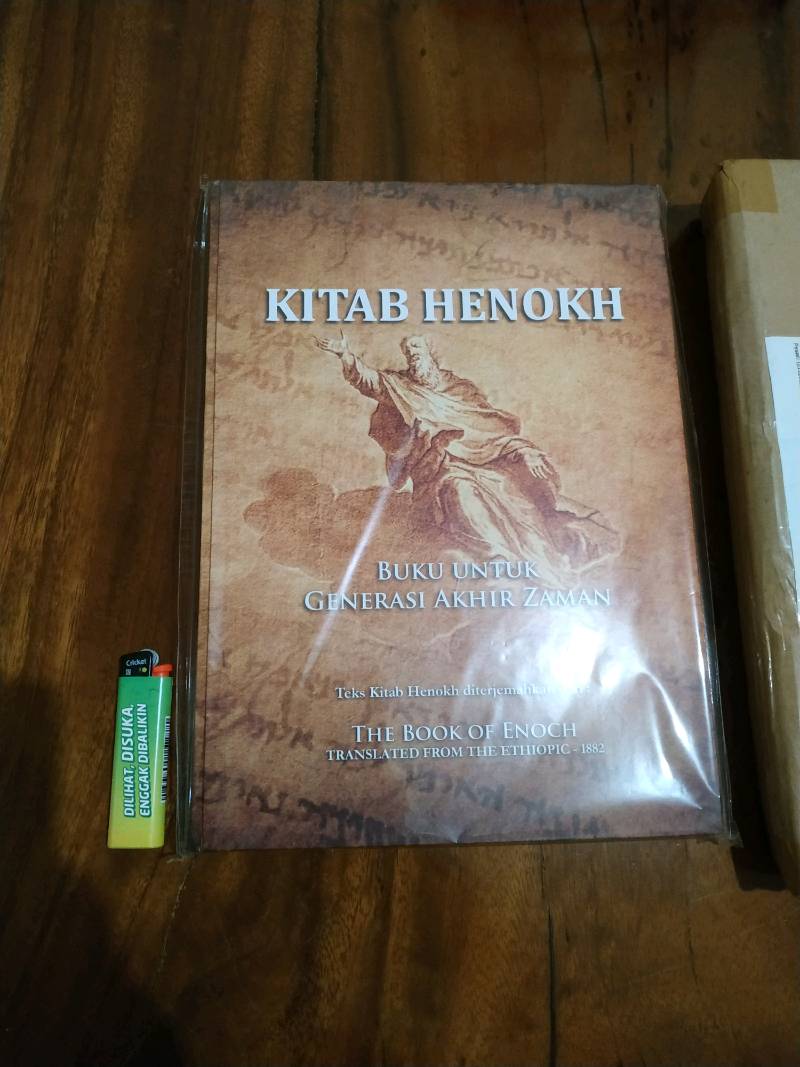 KITAB HENOKH
BUKU UNTUK
GENERASI AKHIR ZAMAN
Teks Kitab Henokh diterjemahkan
THE BOOK OF ENOCH
TRANSLATED FROM THE ETHIOPIC - 1882
Cricket
DILIHAT, DISUKA,
ENGGAK DIBALIKIN